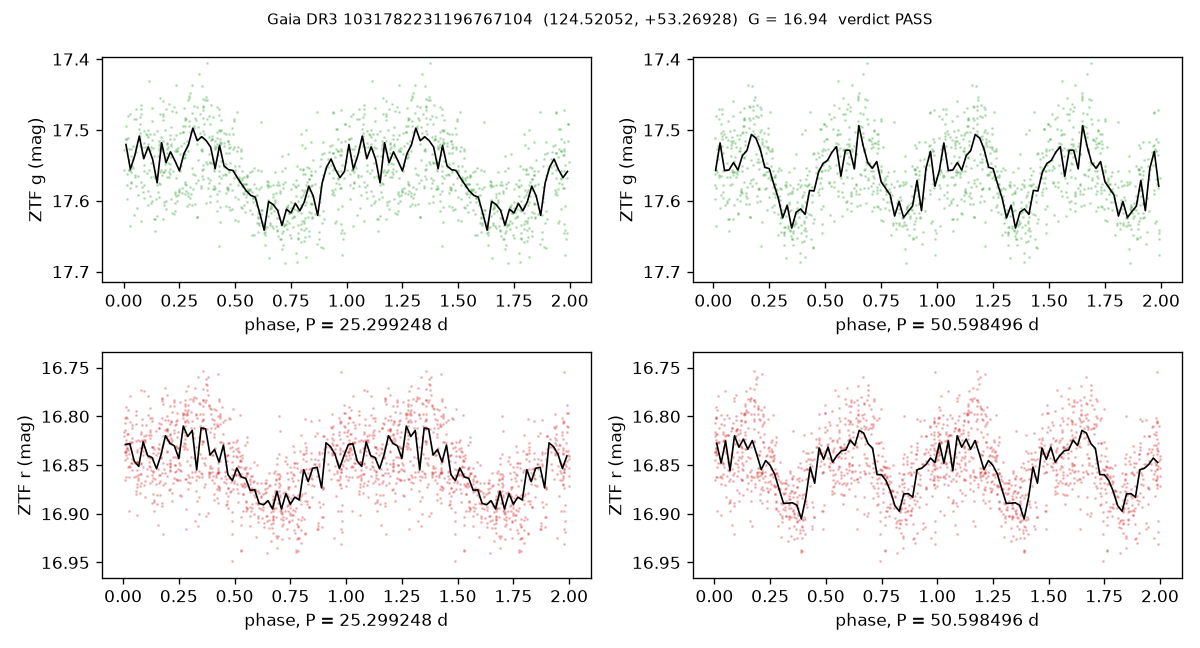 Gaia DR3 1031782231196767104  (124.52052, +53.26928)  G = 16.94  verdict PASS
17.4
17.5
17.6
17.7
ZTF g (mag)
0.00 0.25 0.50 0.75 1.00 1.25 1.50 1.75 2.00
phase, P = 25.299248 d
17.4
17.5
17.6
17.7
ZTF g (mag)
0.00 0.25 0.50 0.75 1.00 1.25 1.50 1.75 2.00
phase, P = 50.598496 d
16.75
16.80
16.85
16.90
16.95
ZTF r (mag)
0.00 0.25 0.50 0.75 1.00 1.25 1.50 1.75 2.00
phase, P = 25.299248 d
16.75
16.80
16.85
16.90
16.95
ZTF r (mag)
0.00 0.25 0.50 0.75 1.00 1.25 1.50 1.75 2.00
phase, P = 50.598496 d